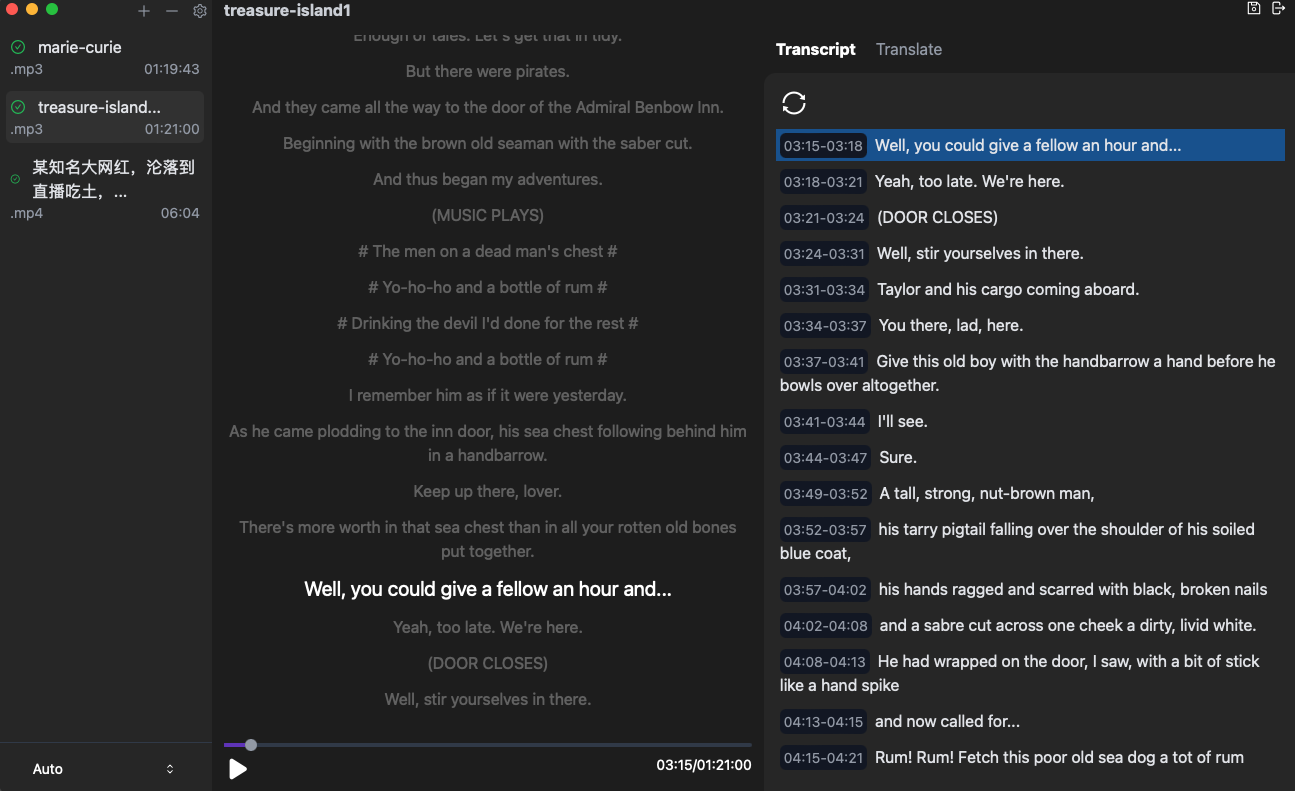 treasure-island1
marie-curie
.mp3 01:19:43
treasure-island...
.mp3 01:21:00
某知名大网红，沦落到
直播吃土，...
.mp4 06:04
Auto
Enough of tales. Let's get that in tidy.
But there were pirates.
And they came all the way to the door of the Admiral Benbow Inn.
Beginning with the brown old seaman with the saber cut.
And thus began my adventures.
(MUSIC PLAYS)
# The men on a dead man's chest #
# Yo-ho-ho and a bottle of rum #
# Drinking the devil I'd done for the rest #
# Yo-ho-ho and a bottle of rum #
I remember him as if it were yesterday.
As he came plodding to the inn door, his sea chest following behind him
in a handbarrow.
Keep up there, lover.
There's more worth in that sea chest than in all your rotten old bones
put together.
Well, you could give a fellow an hour and...
Yeah, too late. We're here.
(DOOR CLOSES)
Well, stir yourselves in there.
03:15/01:21:00
Transcript Translate
03:15-03:18 Well, you could give a fellow an hour and...
03:18-03:21 Yeah, too late. We're here.
03:21-03:24 (DOOR CLOSES)
03:24-03:31 Well, stir yourselves in there.
03:31-03:34 Taylor and his cargo coming aboard.
03:34-03:37 You there, lad, here.
03:37-03:41 Give this old boy with the handbarrow a hand before he
bowls over altogether.
03:41-03:44 I'll see.
03:44-03:47 Sure.
03:49-03:52 A tall, strong, nut-brown man,
03:52-03:57 his tarry pigtail falling over the shoulder of his soiled
blue coat,
03:57-04:02 his hands ragged and scarred with black, broken nails
04:02-04:08 and a sabre cut across one cheek a dirty, livid white.
04:08-04:13 He had wrapped on the door, I saw, with a bit of stick
like a hand spike
04:13-04:15 and now called for...
04:15-04:21 Rum! Rum! Fetch this poor old sea dog a tot of rum